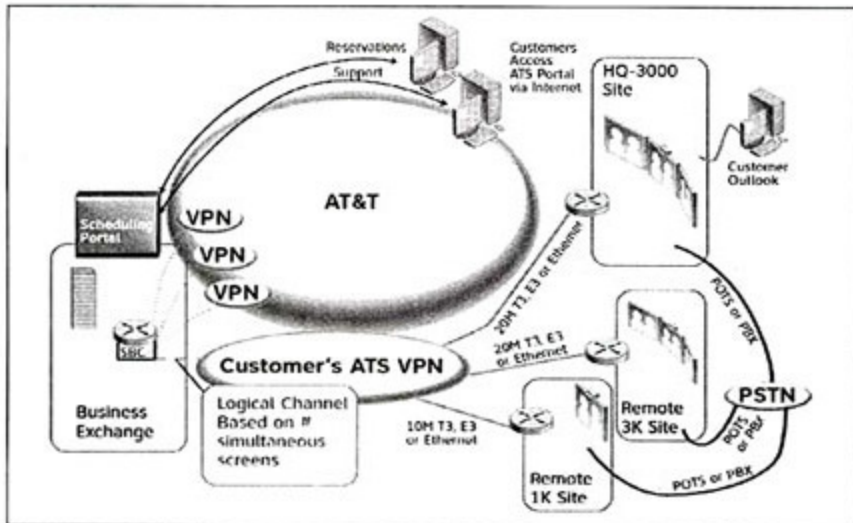 Reservations
Support
Customers
Access
ATS Portal
via Internet
HQ-3000
Site
Customer
Outlook
AT&T
Scheduling
Portal
VPN
VPN
VPN
SBC
Business
Exchange
Customer's ATS VPN
Logical Channel
Based on #
simultaneous
screens
20M T3, E3 or Ethernet
20M T3, E3
or Ethernet
10M T3, E3
or Ethernet
Remote
3K Site
Remote
1K Site
POTS or PBX
PSTN
POTS
or PBX
POTS or PBX